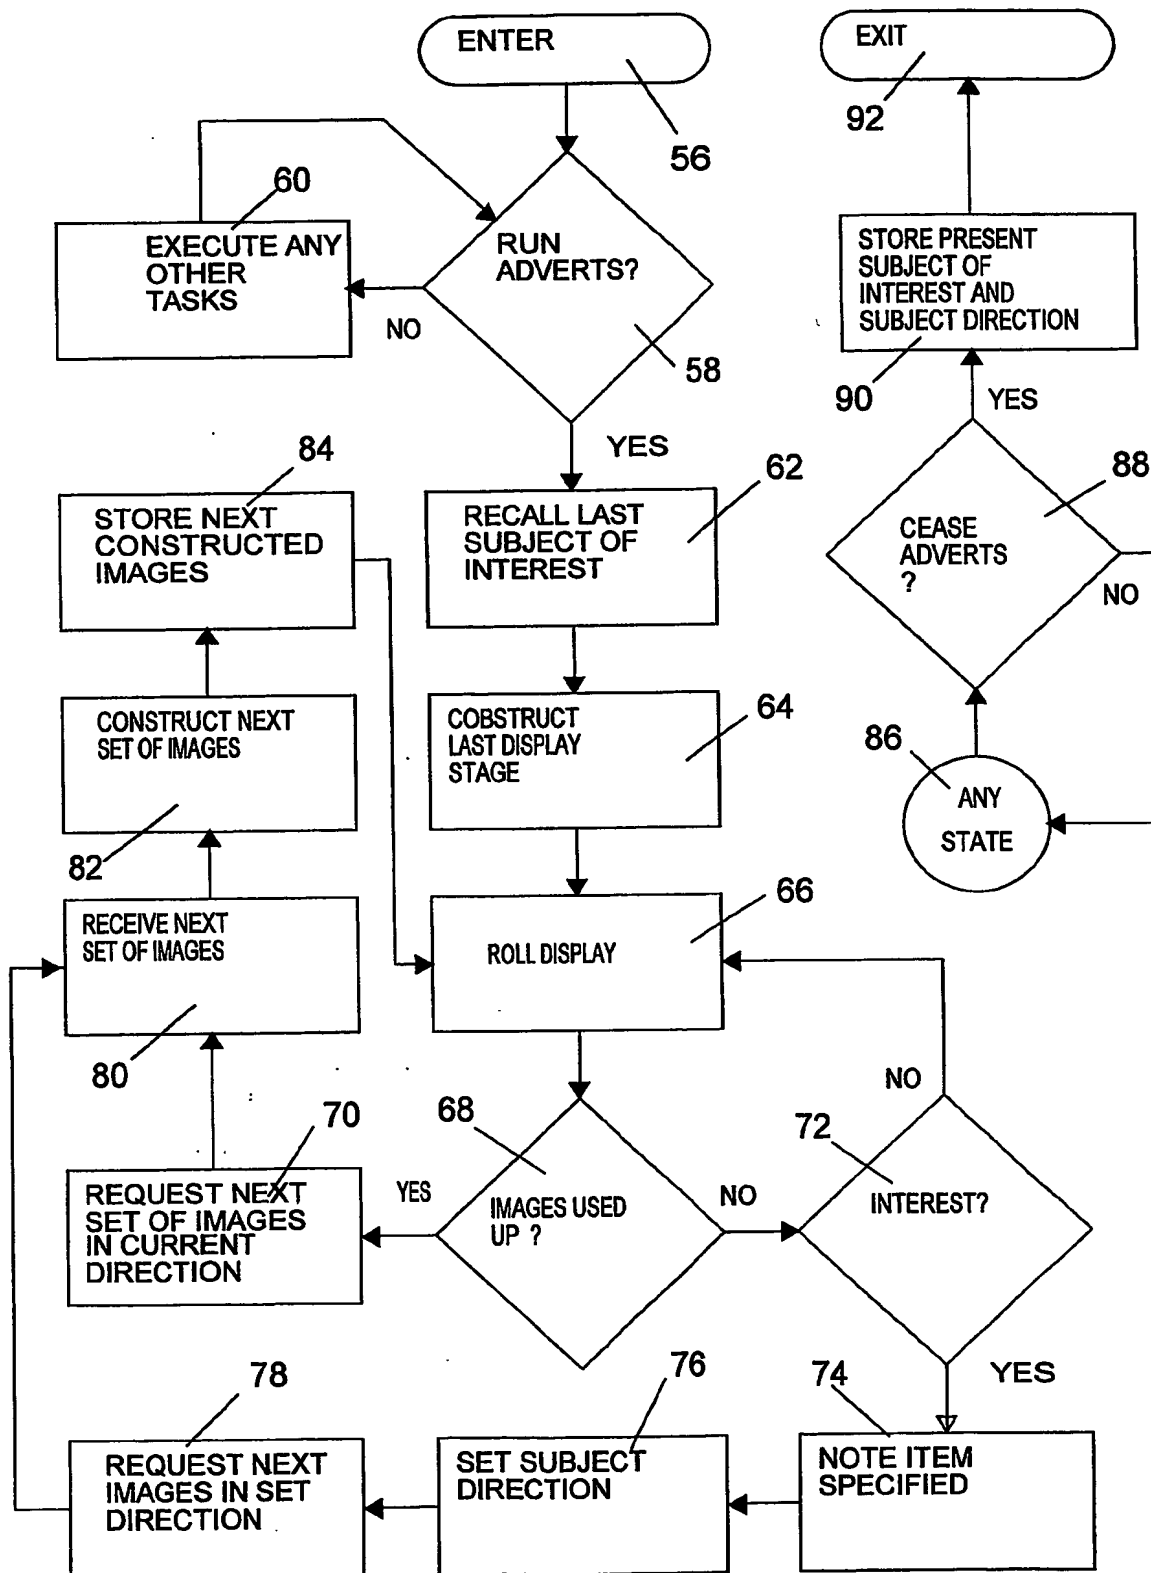 ENTER
EXIT
56
92
60
EXECUTE ANY
OTHER
TASKS
RUN
ADVERTS?
NO
58
YES
STORE PRESENT
SUBJECT OF
INTEREST AND
SUBJECT DIRECTION
90
YES
84
STORE NEXT
CONSTRUCTED
IMAGES
62
RECALL LAST
SUBJECT OF
INTEREST
88
CEASE
ADVERTS
?
NO
CONSTRUCT NEXT
SET OF IMAGES
82
COBSTRUCT
LAST DISPLAY
STAGE
64
86
ANY
STATE
RECEIVE NEXT
SET OF IMAGES
80
66
ROLL DISPLAY
NO
70
REQUEST NEXT
SET OF IMAGES
IN CURRENT
DIRECTION
YES
68
IMAGES USED
UP ?
NO
72
INTEREST?
YES
78
REQUEST NEXT
IMAGES IN SET
DIRECTION
76
SET SUBJECT
DIRECTION
74
NOTE ITEM
SPECIFIED